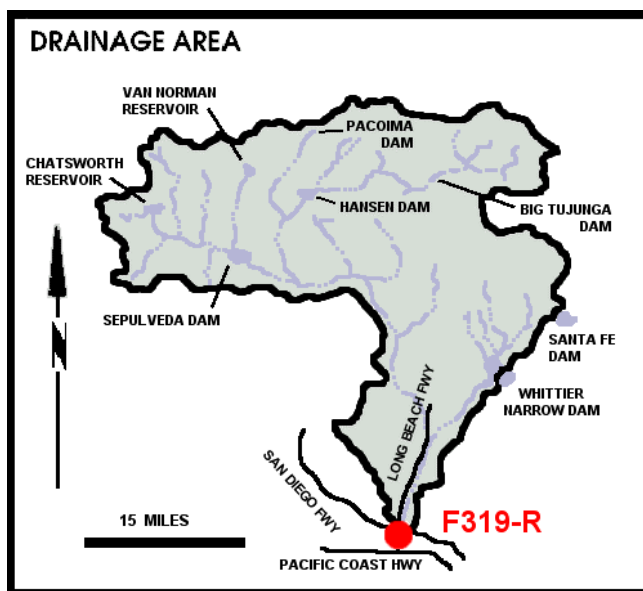 DRAINAGE AREA
VAN NORMAN
RESERVOIR
PACOIMA
DAM
CHATSWORTH
RESERVOIR
HANSEN DAM
BIG TUJUNGA
DAM
SEPULVEDA DAM
SANTA FE
DAM
WHITTIER
NARROW DAM
LONG BEACH FWY
SAN DIEGO FWY
N
15 MILES
F319-R
PACIFIC COAST HWY